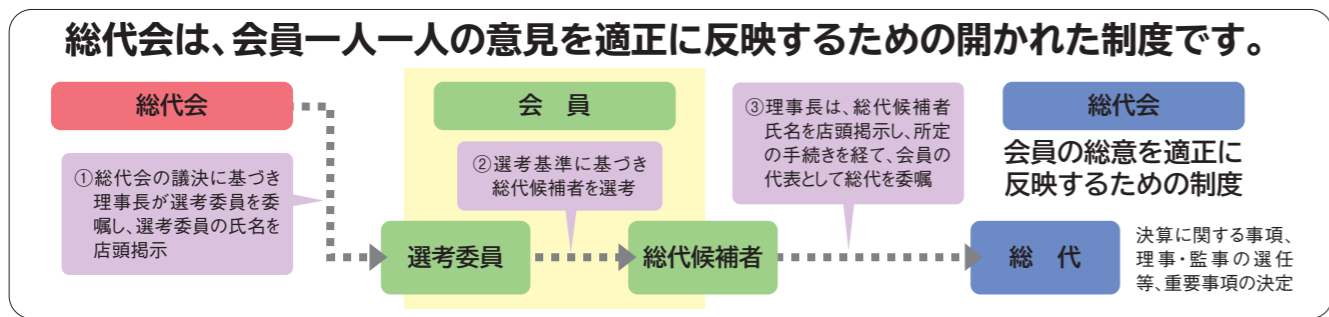 総代会は、会員一人一人の意見を適正に反映するための開かれた制度です。
総代会
①総代会の議決に基づき
理事長が選考委員を委
嘱し、選考委員の氏名を
店頭掲示
会　員
②選考基準に基づき
総代候補者を選考
③理事長は、総代候補者
氏名を店頭掲示し、所定
の手続きを経て、会員の
代表として総代を委嘱
総代会
会員の総意を適正に
反映するための制度
選考委員
総代候補者
総　代
決算に関する事項、
理事・監事の選任
等、重要事項の決定